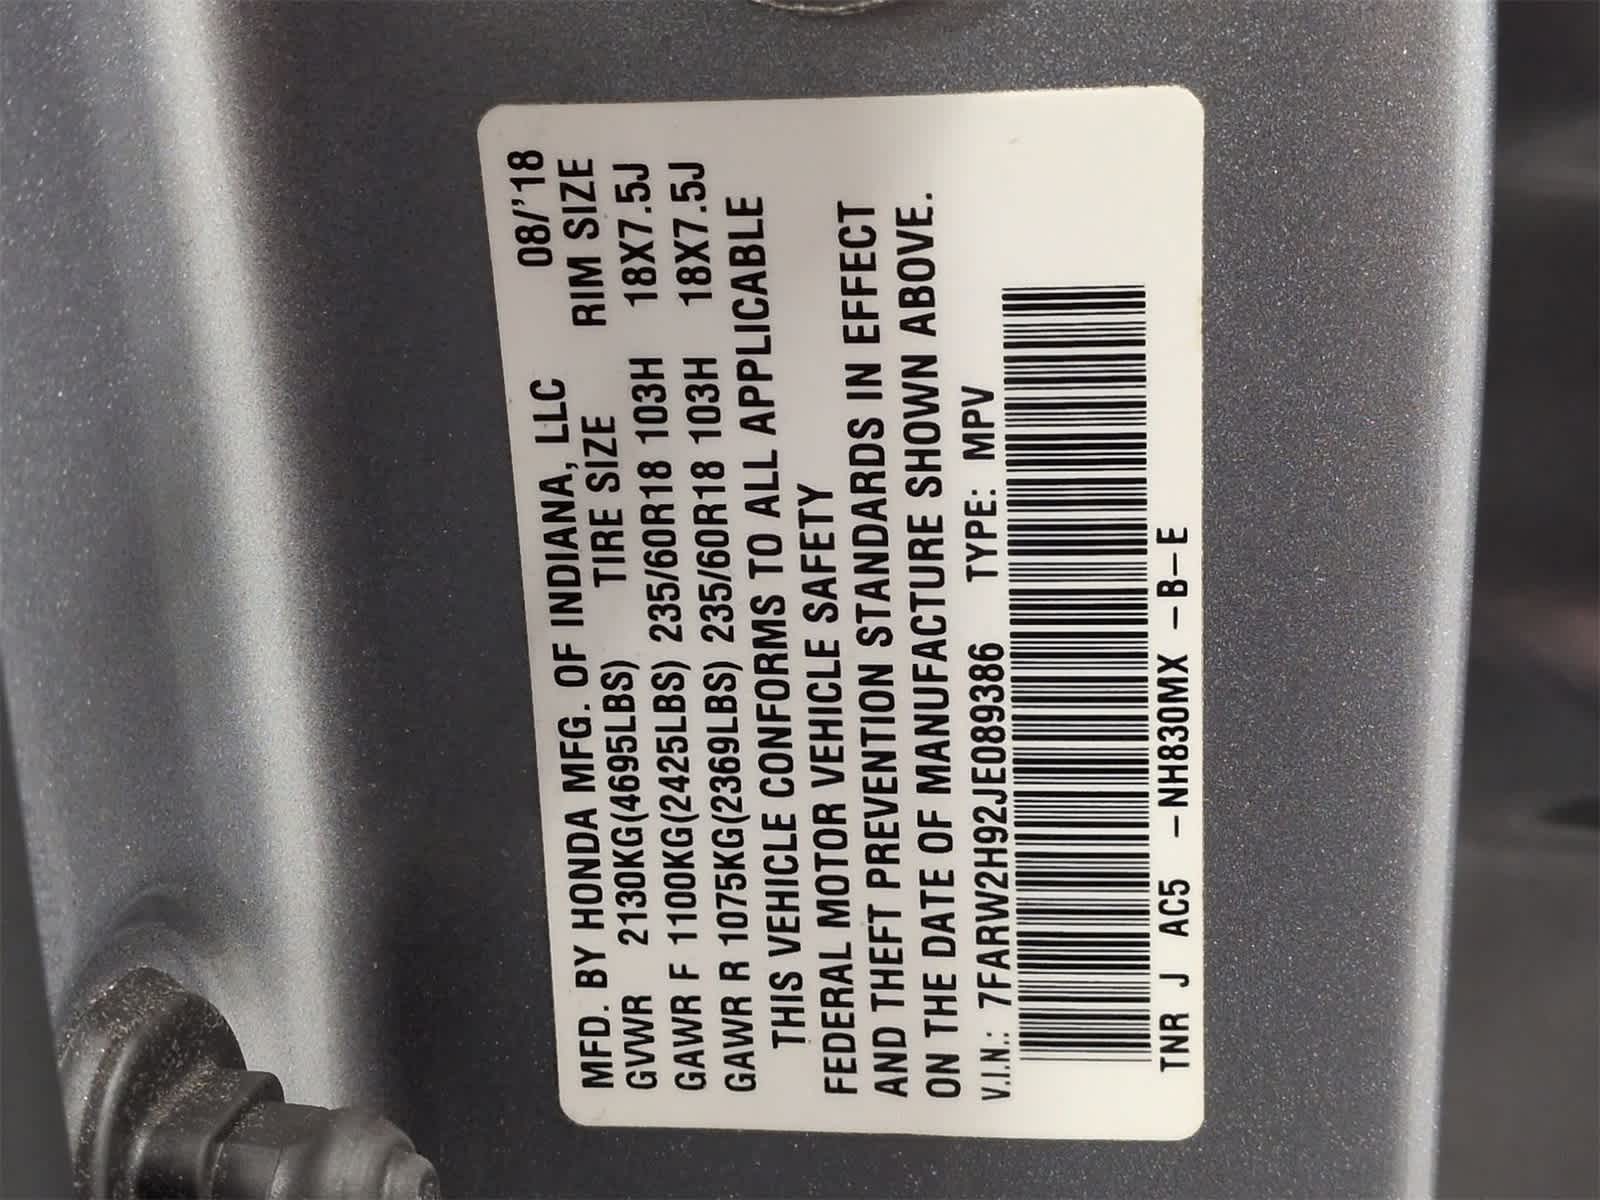 MFD. BY HONDA MFG. OF INDIANA, LLC 08/'18
TIRE SIZE RIM SIZE
GVWR 2130KG(4695LBS)
GAWR F 1100KG(2425LBS) 235/60R18 103H 18X7.5J
GAWR R 1075KG(2369LBS) 235/60R18 103H 18X7.5J
THIS VEHICLE CONFORMS TO ALL APPLICABLE
FEDERAL MOTOR VEHICLE SAFETY
AND THEFT PREVENTION STANDARDS IN EFFECT
ON THE DATE OF MANUFACTURE SHOWN ABOVE.
V.I.N.: 7FARW2H92JE089386 TYPE: MPV
TNR J AC5 -NH830MX -B-E